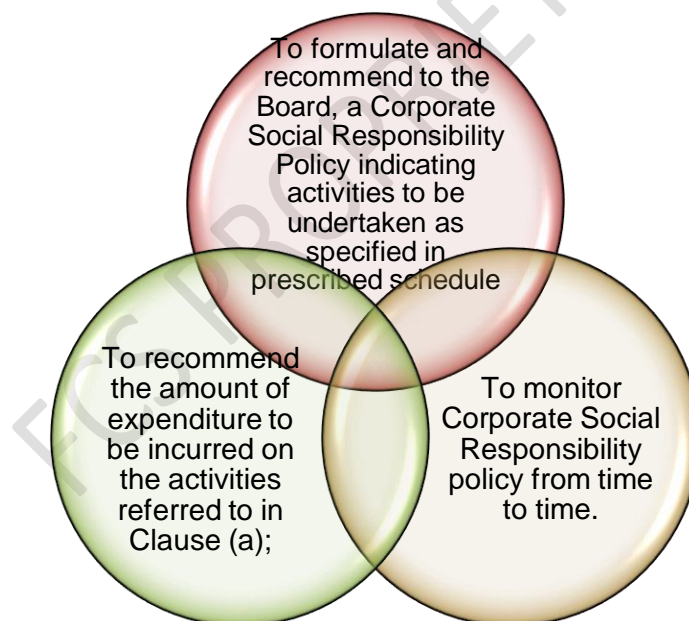 To formulate and
recommend to the
Board, a Corporate
Social Responsibility
Policy indicating
activities to be
undertaken as
specified in
prescribed schedule
To recommend
the amount of
expenditure to
be incurred on
the activities
referred to in
Clause (a);
To monitor
Corporate Social
Responsibility
policy from time
to time.
FCS PROPRIE